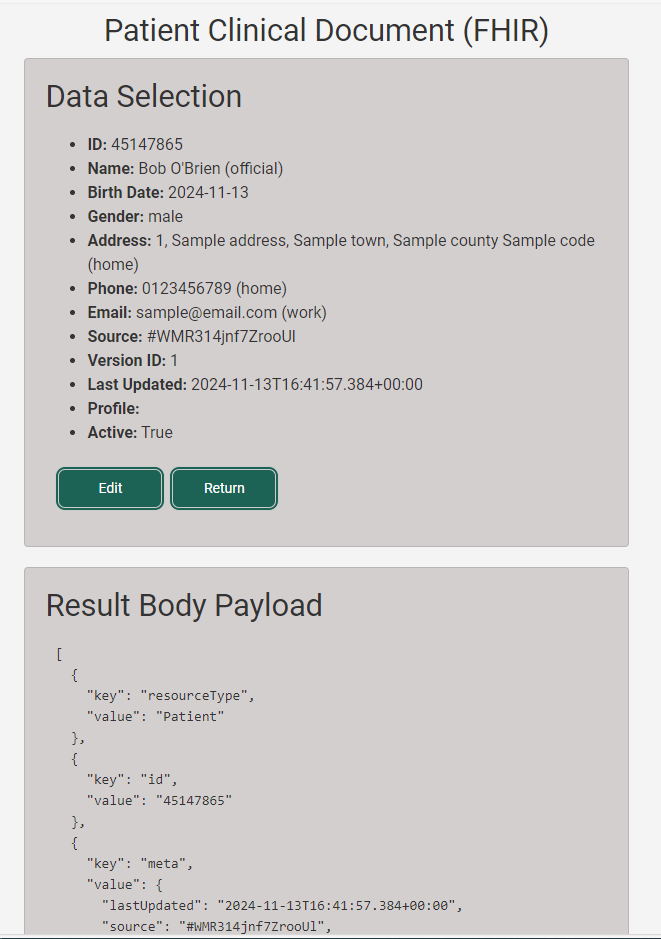 Patient Clinical Document (FHIR)
Data Selection
• ID: 45147865
• Name: Bob O'Brien (official)
• Birth Date: 2024-11-13
• Gender: male
• Address: 1, Sample address, Sample town, Sample county Sample code
(home)
• Phone: 0123456789 (home)
• Email: sample@email.com (work)
• Source: #WMR314jnf7ZrooUl
• Version ID: 1
• Last Updated: 2024-11-13T16:41:57.384+00:00
• Profile:
• Active: True
Edit Return
Result Body Payload
[
{
"key": "resourceType",
"value": "Patient"
},
{
"key": "id",
"value": "45147865"
},
{
"key": "meta",
"value": {
"lastUpdated": "2024-11-13T16:41:57.384+00:00",
"source": "#WMR314jnf7ZrooUl",